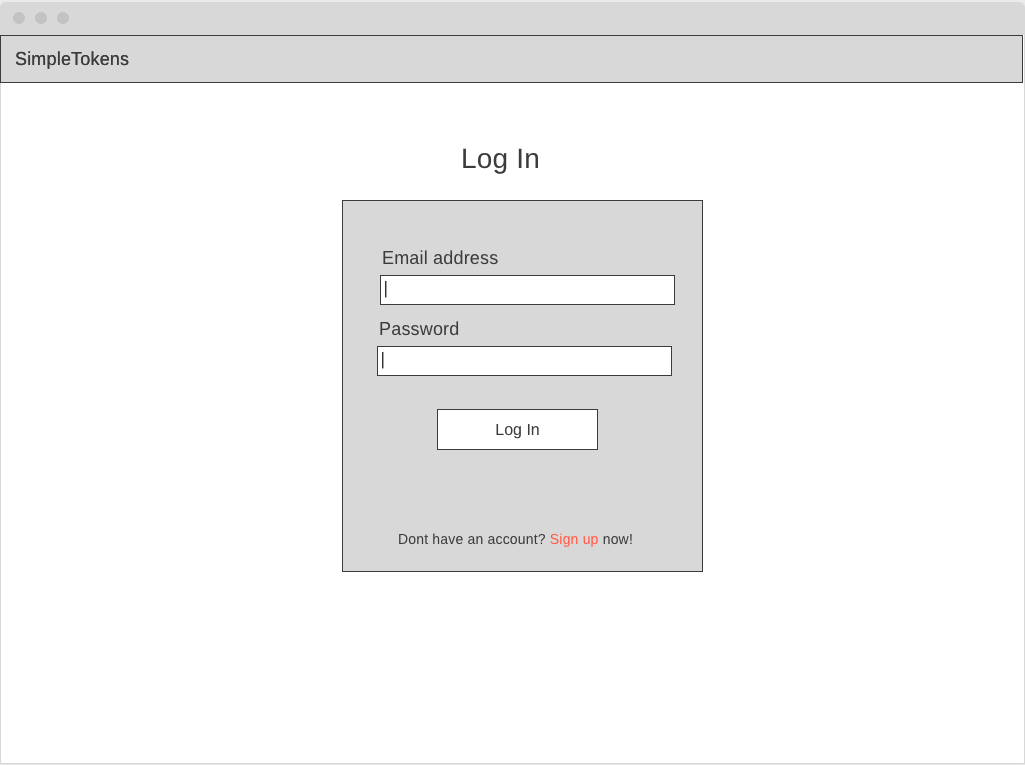 SimpleTokens
Log In
Email address
Password
Log In
Dont have an account? Sign up now!